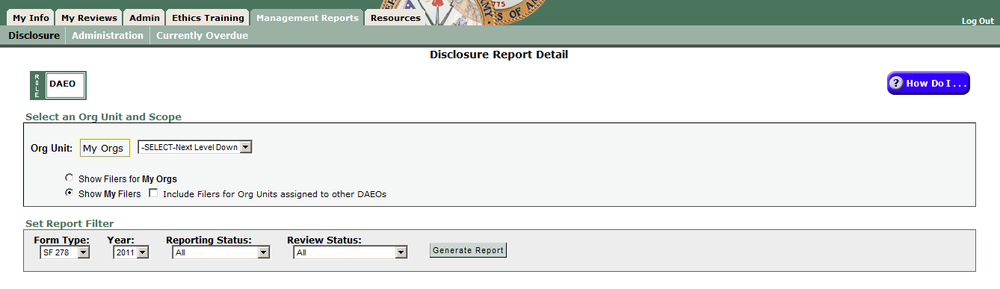 My Info My Reviews Admin Ethics Training Management Reports Resources
775
MY S OF A
Log Out
Disclosure Administration Currently Overdue
Disclosure Report Detail
ROLE DAEO
? How Do I...
Select an Org Unit and Scope
Org Unit: My Orgs -SELECT-Next Level Down
Show Filers for My Orgs
Show My Filers Include Filers for Org Units assigned to other DAEOs
Set Report Filter
Form Type: Year: Reporting Status: Review Status:
SF 278 2011 All All Generate Report